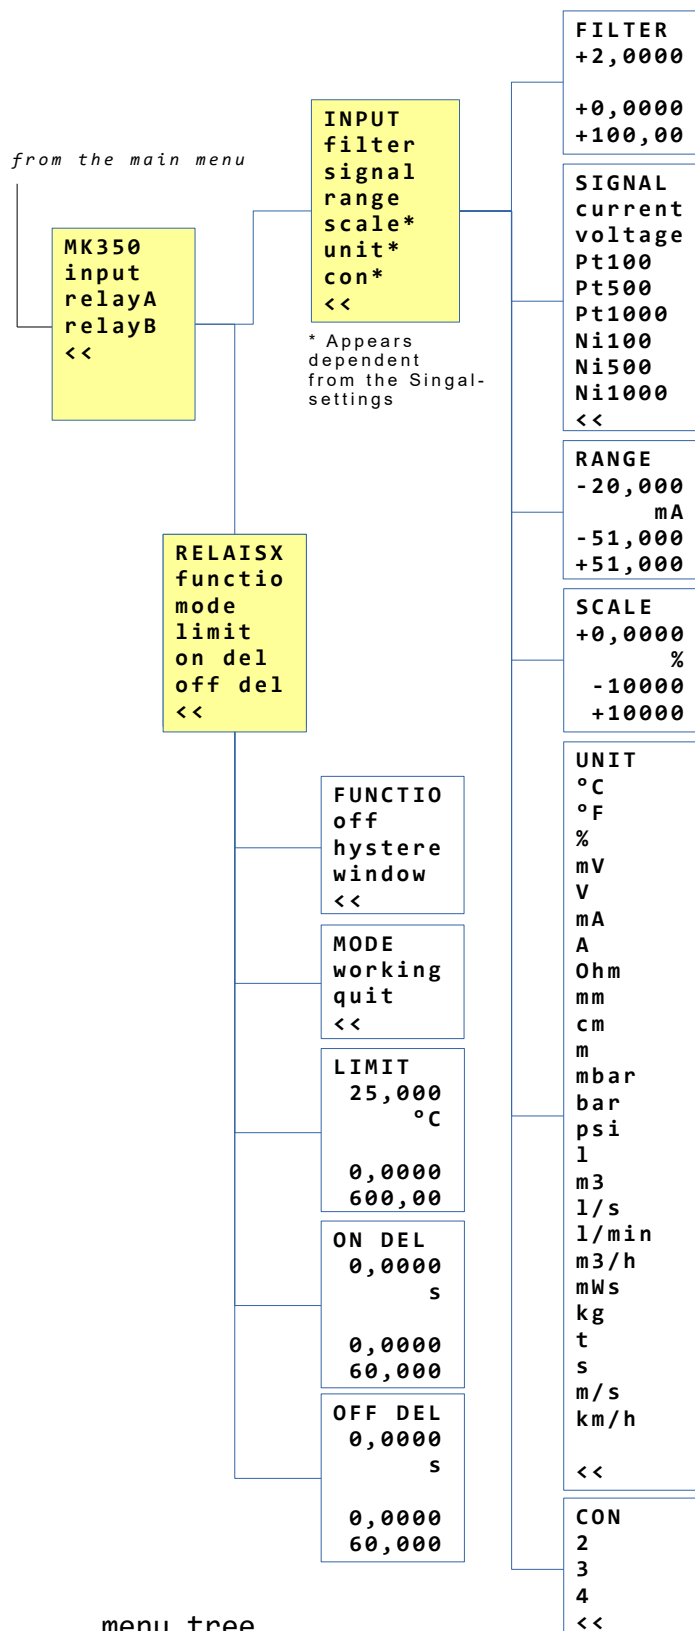 from the main menu
MK350
input
relayA
relayB
<<
INPUT
filter
signal
range
scale*
unit*
con*
<<
* Appears
dependent
from the Singal-
settings
RELAISX
functio
mode
limit
on del
off del
<<
FUNCTIO
off
hystere
window
<<
MODE
working
quit
<<
LIMIT
25,000
°C
0,0000
600,00
ON DEL
0,0000
s
0,0000
60,000
OFF DEL
0,0000
s
0,0000
60,000
FILTER
+2,0000
+0,0000
+100,00
SIGNAL
current
voltage
Pt100
Pt500
Pt1000
Ni100
Ni500
Ni1000
<<
RANGE
-20,000
mA
-51,000
+51,000
SCALE
+0,0000
%
-10000
+10000
UNIT
°C
°F
%
mV
V
mA
A
Ohm
mm
cm
m
mbar
bar
psi
l
m3
l/s
l/min
m3/h
mWs
kg
t
s
m/s
km/h
<<
CON
2
3
4
<<
menu tree